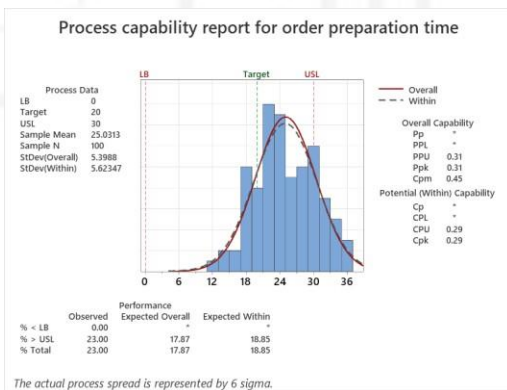 Process capability report for order preparation time
LB Target USL
Process Data
LB 0
Target 20
USL 30
Sample Mean 25.0313
Sample N 100
StDev(Overall) 5.3988
StDev(Within) 5.62347
Overall
Within
Overall Capability
Pp *
PPL *
PPU 0.31
Ppk 0.31
Cpm 0.45
Potential (Within) Capability
Cp *
CPL *
CPU 0.29
Cpk 0.29
0 6 12 18 24 30 36
Performance
Observed Expected Overall Expected Within
% < LB 0.00 * *
% > USL 23.00 17.87 18.85
% Total 23.00 17.87 18.85
The actual process spread is represented by 6 sigma.